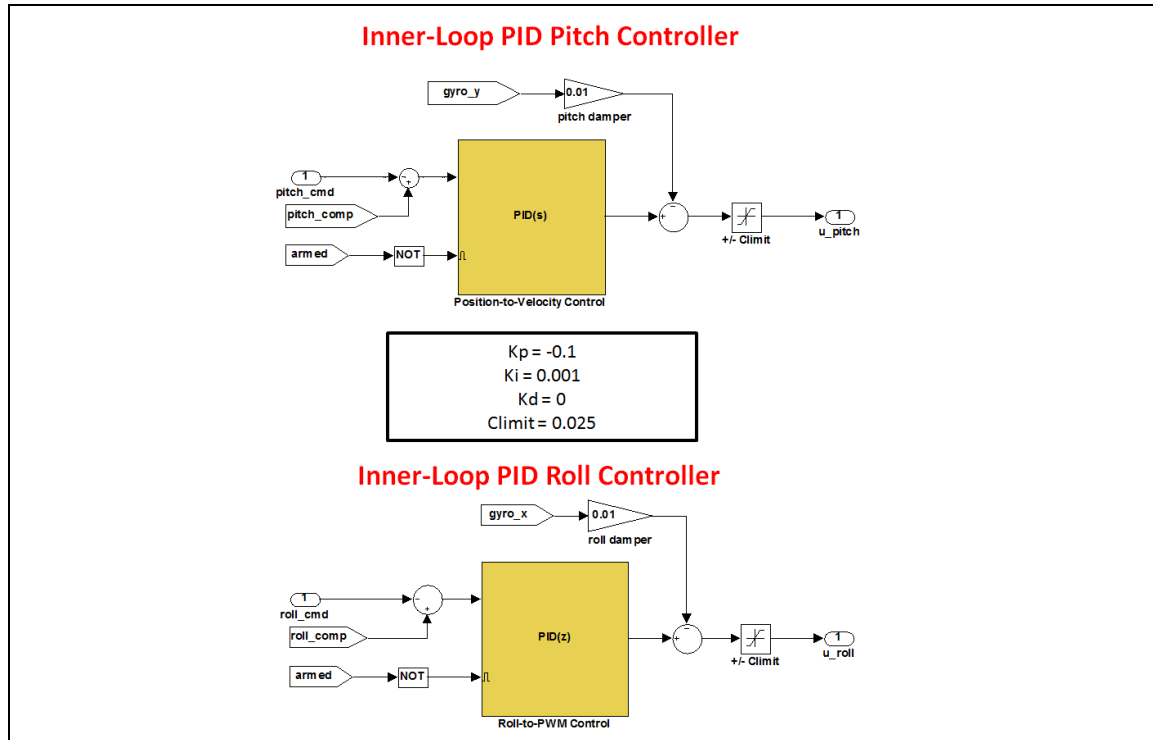 Inner-Loop PID Pitch Controller
gyro_y
0.01
pitch damper
1
pitch_cmd
-
+
pitch_comp
armed
NOT
PID(s)
Position-to-Velocity Control
-
+
+/- Climit
1
u_pitch
Kp = -0.1
Ki = 0.001
Kd = 0
Climit = 0.025
Inner-Loop PID Roll Controller
gyro_x
0.01
roll damper
1
roll_cmd
-
+
roll_comp
armed
NOT
PID(z)
Roll-to-PWM Control
-
+
+/- Climit
1
u_roll